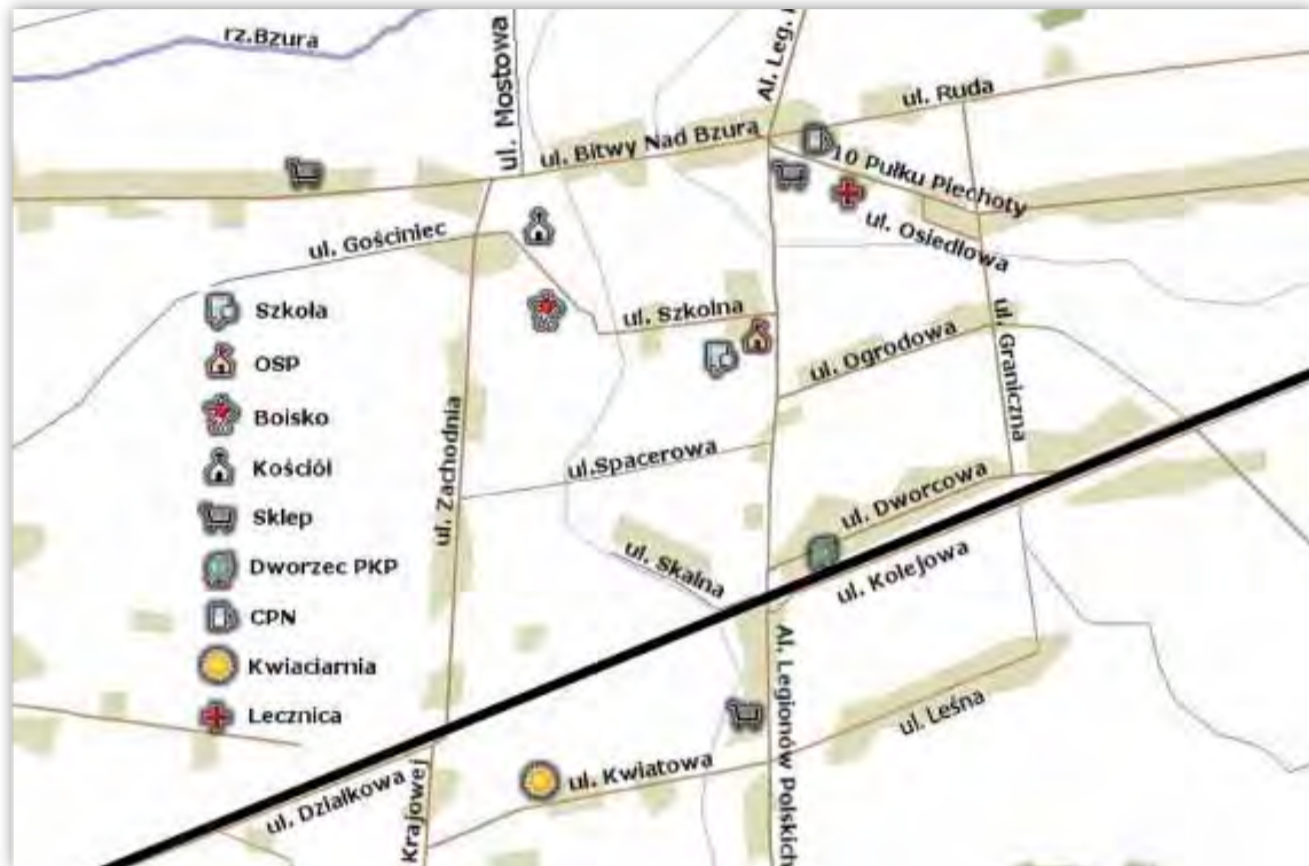 rz.Bzura
ul. Mostowa
Al. Leg.
ul. Ruda
ul. Bitwy Nad Bzurą
10 Pułku Piechoty
ul. Osiedlowa
ul. Gościniec
ul. Szkolna
ul. Ogrodowa
ul. Graniczna
ul. Zachodnia
ul.Spacerowa
ul. Dworcowa
ul. Skalna
ul. Kolejowa
Al. Legionów Polskich
ul. Leśna
ul. Kwiatowa
ul. Działkowa
Krajowej
Szkoła
OSP
Boisko
Kościół
Sklep
Dworzec PKP
CPN
Kwiaciarnia
Lecznica